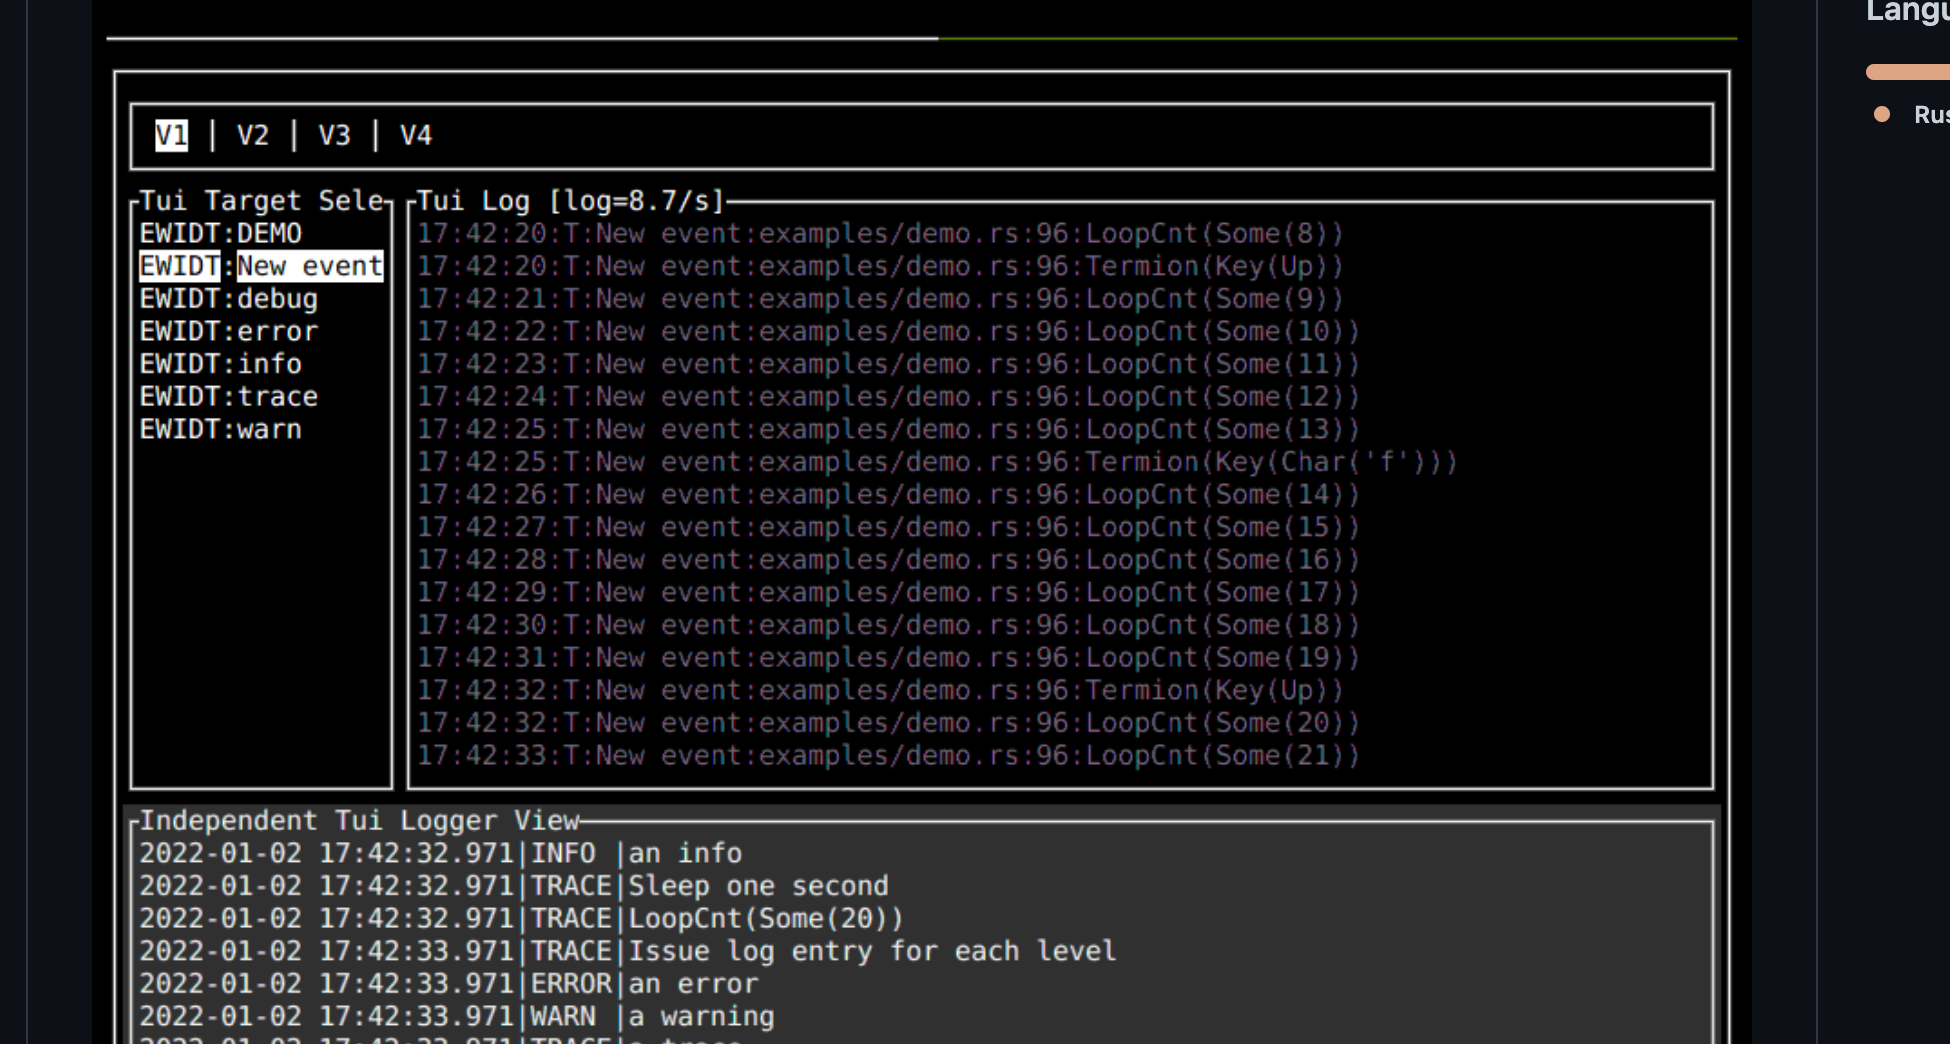 V1 | V2 | V3 | V4
Tui Target Sele
EWIDT:DEMO
EWIDT:New event
EWIDT:debug
EWIDT:error
EWIDT:info
EWIDT:trace
EWIDT:warn
Tui Log [log=8.7/s]
17:42:20:T:New event:examples/demo.rs:96:LoopCnt(Some(8))
17:42:20:T:New event:examples/demo.rs:96:Termion(Key(Up))
17:42:21:T:New event:examples/demo.rs:96:LoopCnt(Some(9))
17:42:22:T:New event:examples/demo.rs:96:LoopCnt(Some(10))
17:42:23:T:New event:examples/demo.rs:96:LoopCnt(Some(11))
17:42:24:T:New event:examples/demo.rs:96:LoopCnt(Some(12))
17:42:25:T:New event:examples/demo.rs:96:LoopCnt(Some(13))
17:42:25:T:New event:examples/demo.rs:96:Termion(Key(Char('f')))
17:42:26:T:New event:examples/demo.rs:96:LoopCnt(Some(14))
17:42:27:T:New event:examples/demo.rs:96:LoopCnt(Some(15))
17:42:28:T:New event:examples/demo.rs:96:LoopCnt(Some(16))
17:42:29:T:New event:examples/demo.rs:96:LoopCnt(Some(17))
17:42:30:T:New event:examples/demo.rs:96:LoopCnt(Some(18))
17:42:31:T:New event:examples/demo.rs:96:LoopCnt(Some(19))
17:42:32:T:New event:examples/demo.rs:96:Termion(Key(Up))
17:42:32:T:New event:examples/demo.rs:96:LoopCnt(Some(20))
17:42:33:T:New event:examples/demo.rs:96:LoopCnt(Some(21))
Independent Tui Logger View
2022-01-02 17:42:32.971|INFO |an info
2022-01-02 17:42:32.971|TRACE|Sleep one second
2022-01-02 17:42:32.971|TRACE|LoopCnt(Some(20))
2022-01-02 17:42:33.971|TRACE|Issue log entry for each level
2022-01-02 17:42:33.971|ERROR|an error
2022-01-02 17:42:33.971|WARN |a warning
Langu
Rus